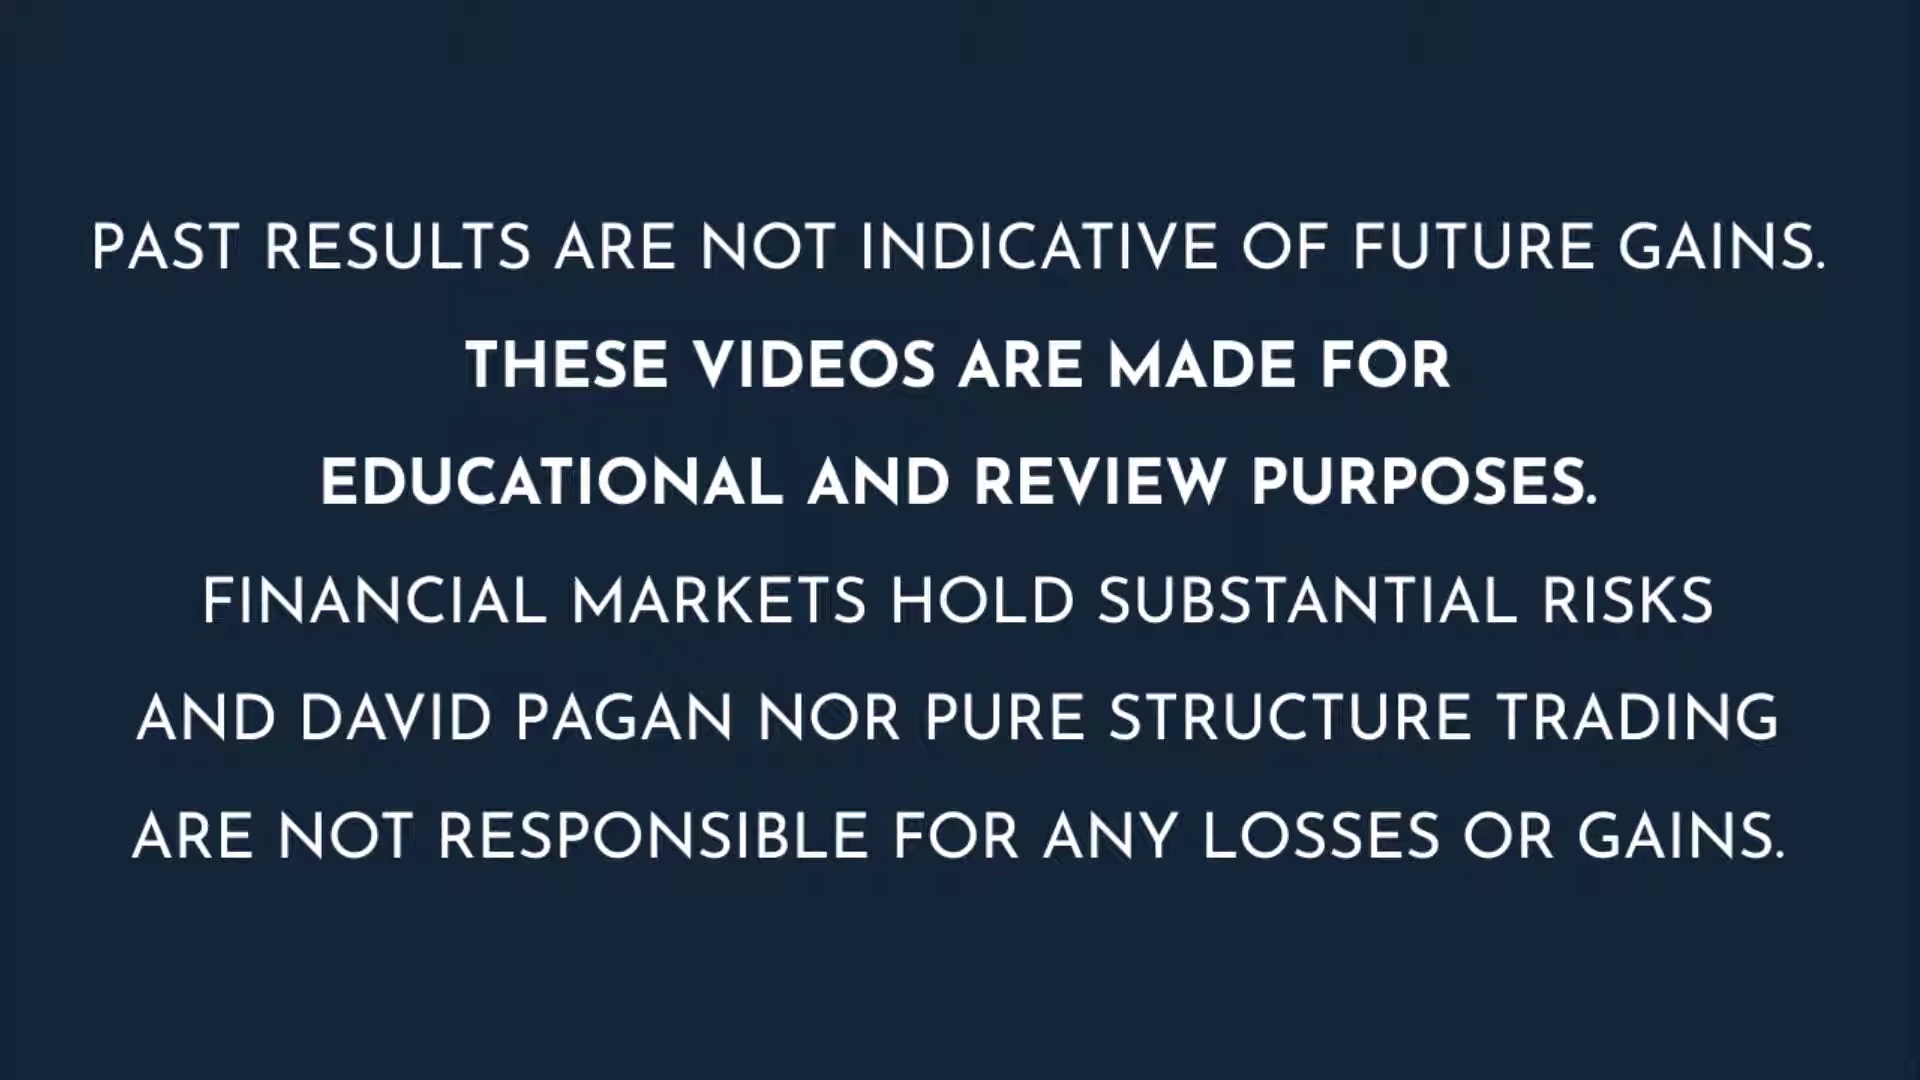 PAST RESULTS ARE NOT INDICATIVE OF FUTURE GAINS.
THESE VIDEOS ARE MADE FOR
EDUCATIONAL AND REVIEW PURPOSES.
FINANCIAL MARKETS HOLD SUBSTANTIAL RISKS
AND DAVID PAGAN NOR PURE STRUCTURE TRADING
ARE NOT RESPONSIBLE FOR ANY LOSSES OR GAINS.